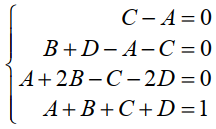 C − A = 0
B + D − A − C = 0
A + 2B − C − 2D = 0
A + B + C + D = 1